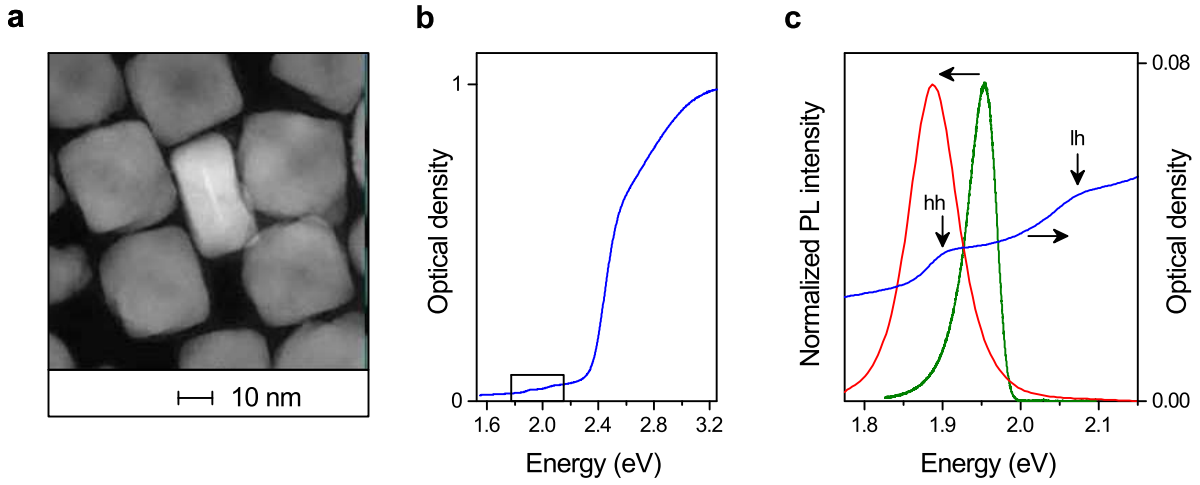 a
10 nm
b
Optical density
1
0
1.6 2.0 2.4 2.8 3.2
Energy (eV)
c
Normalized PL intensity
hh
lh
0.08
0.00
Optical density
1.8 1.9 2.0 2.1
Energy (eV)